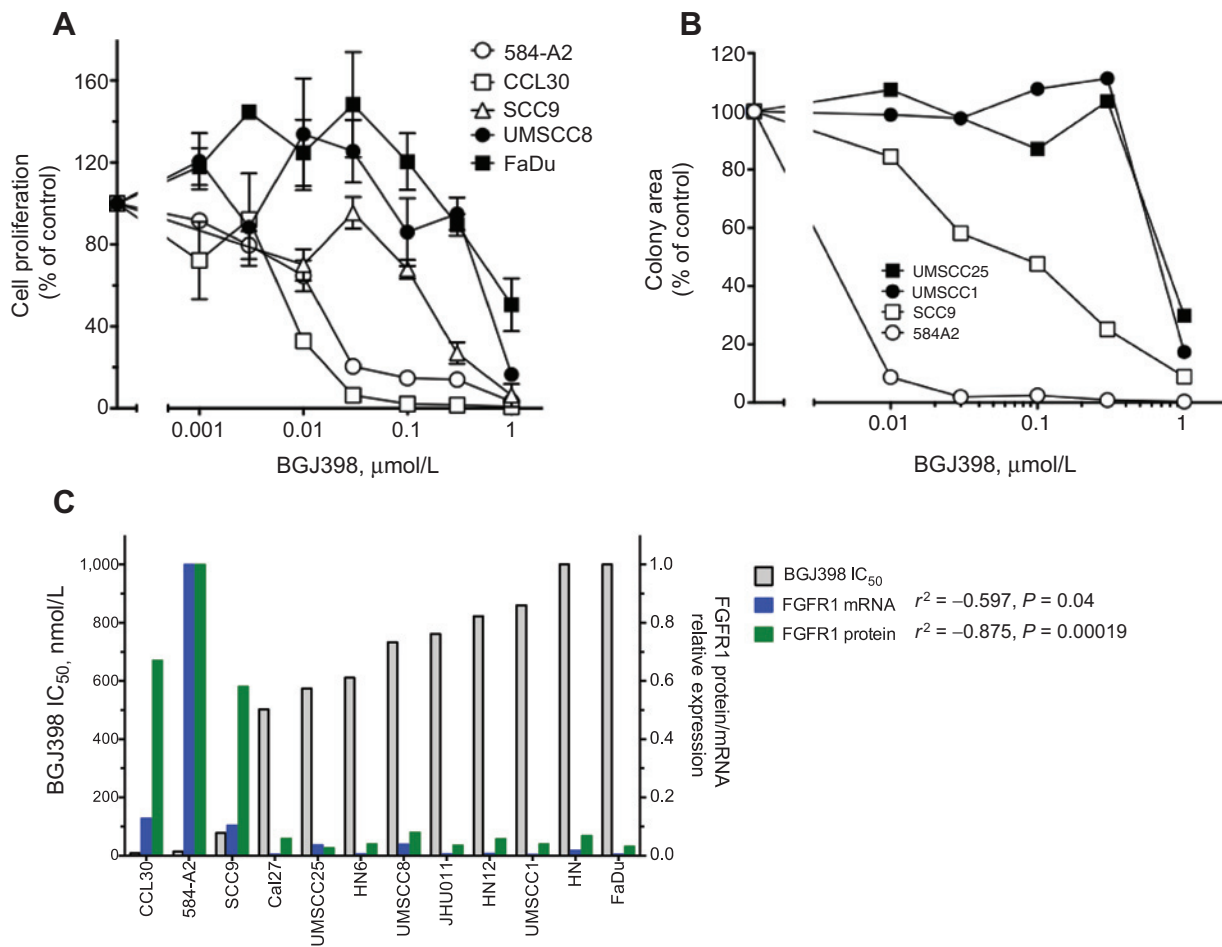 A
584-A2
CCL30
SCC9
UMSCC8
FaDu
Cell proliferation
(% of control)
160
120
80
40
0
0.001
0.01
0.1
1
BGJ398, μmol/L
B
Colony area
(% of control)
120
100
80
60
40
20
0
UMSCC25
UMSCC1
SCC9
584A2
0.01
0.1
1
BGJ398, μmol/L
C
BGJ398 IC50, nmol/L
1,000
800
600
400
200
0
1.0
0.8
0.6
0.4
0.2
0.0
FGFR1 protein/mRNA
relative expression
CCL30
584-A2
SCC9
Cal27
UMSCC25
HN6
UMSCC8
JHU011
HN12
UMSCC1
HN
FaDu
BGJ398 IC50
FGFR1 mRNA r2 = –0.597, P = 0.04
FGFR1 protein r2 = –0.875, P = 0.00019